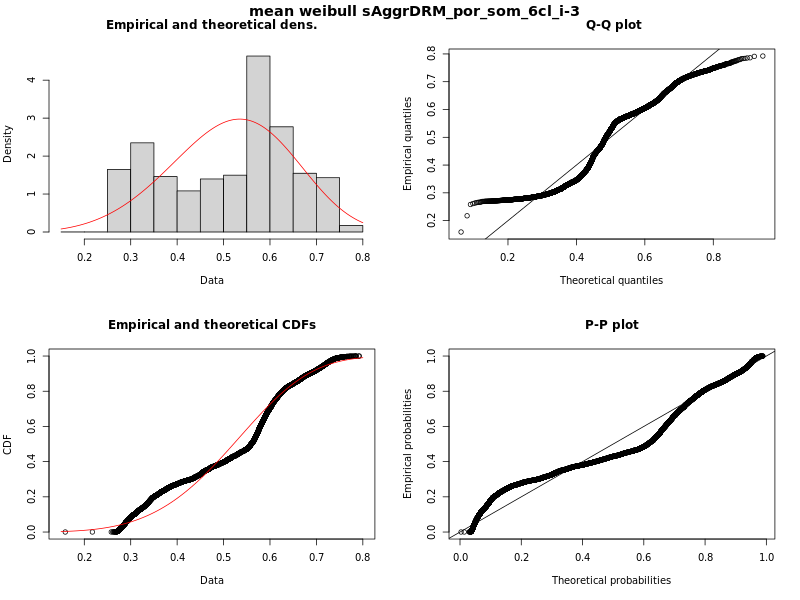 mean weibull sAggrDRM_por_som_6cl_i-3
Empirical and theoretical dens.
Density
0 1 2 3 4
0.2 0.3 0.4 0.5 0.6 0.7 0.8
Data
Q-Q plot
Empirical quantiles
0.2 0.3 0.4 0.5 0.6 0.7 0.8
0.2 0.4 0.6 0.8
Theoretical quantiles
Empirical and theoretical CDFs
CDF
0.0 0.2 0.4 0.6 0.8 1.0
0.2 0.3 0.4 0.5 0.6 0.7 0.8
Data
P-P plot
Empirical probabilities
0.0 0.2 0.4 0.6 0.8 1.0
0.0 0.2 0.4 0.6 0.8 1.0
Theoretical probabilities